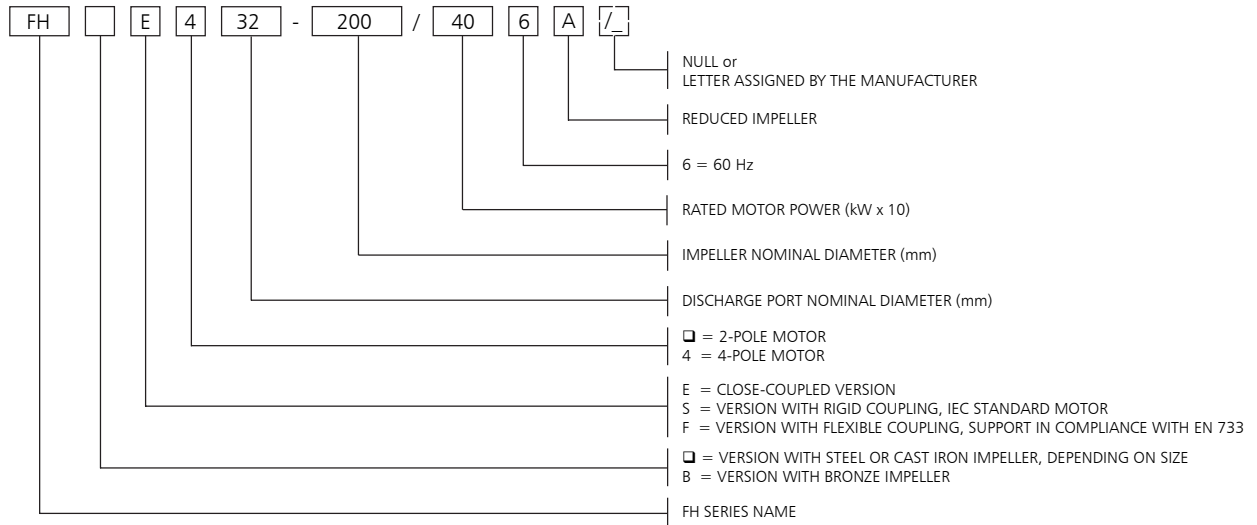 FH E 4 32 - 200 / 40 6 A /_
NULL or
LETTER ASSIGNED BY THE MANUFACTURER
REDUCED IMPELLER
6 = 60 Hz
RATED MOTOR POWER (kW x 10)
IMPELLER NOMINAL DIAMETER (mm)
DISCHARGE PORT NOMINAL DIAMETER (mm)
❑ = 2-POLE MOTOR
4 = 4-POLE MOTOR
E = CLOSE-COUPLED VERSION
S = VERSION WITH RIGID COUPLING, IEC STANDARD MOTOR
F = VERSION WITH FLEXIBLE COUPLING, SUPPORT IN COMPLIANCE WITH EN 733
❑ = VERSION WITH STEEL OR CAST IRON IMPELLER, DEPENDING ON SIZE
B = VERSION WITH BRONZE IMPELLER
FH SERIES NAME